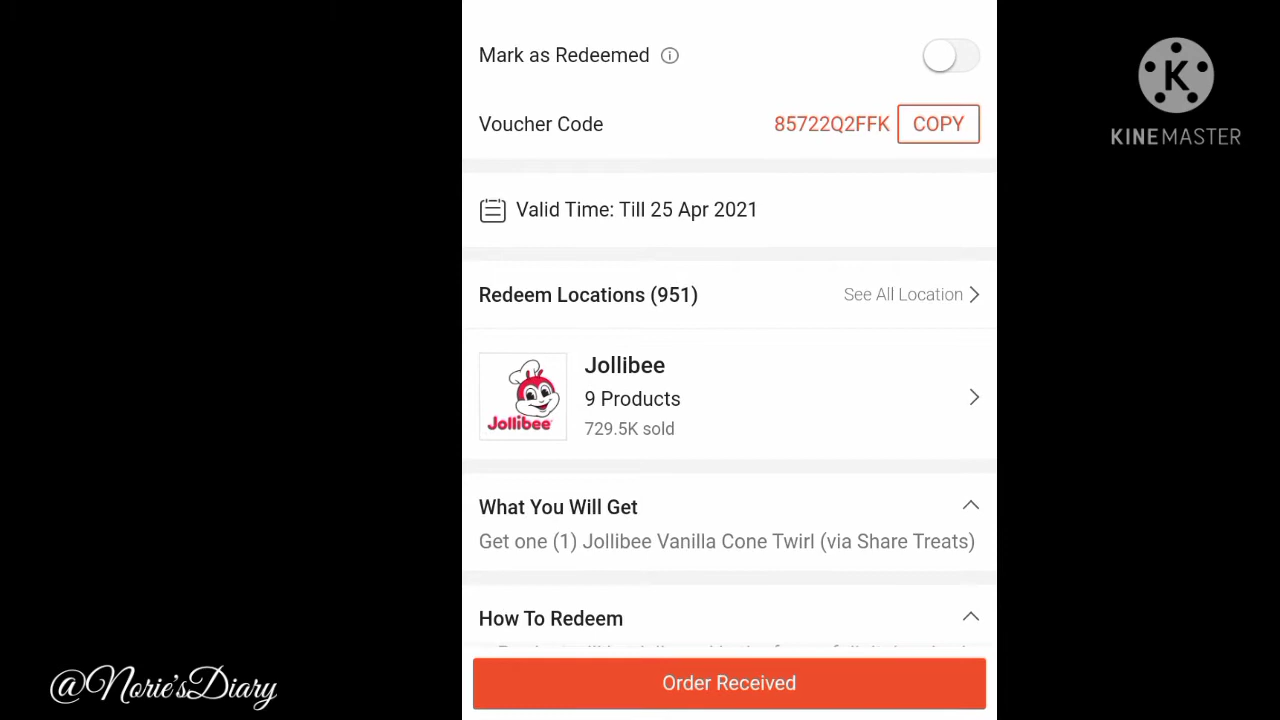 Mark as Redeemed
Voucher Code 85722Q2FFK COPY
Valid Time: Till 25 Apr 2021
Redeem Locations (951) See All Location
Jollibee
Jollibee
9 Products
729.5K sold
What You Will Get
Get one (1) Jollibee Vanilla Cone Twirl (via Share Treats)
How To Redeem
Order Received
K
KINEMASTER
@Norie'sDiary